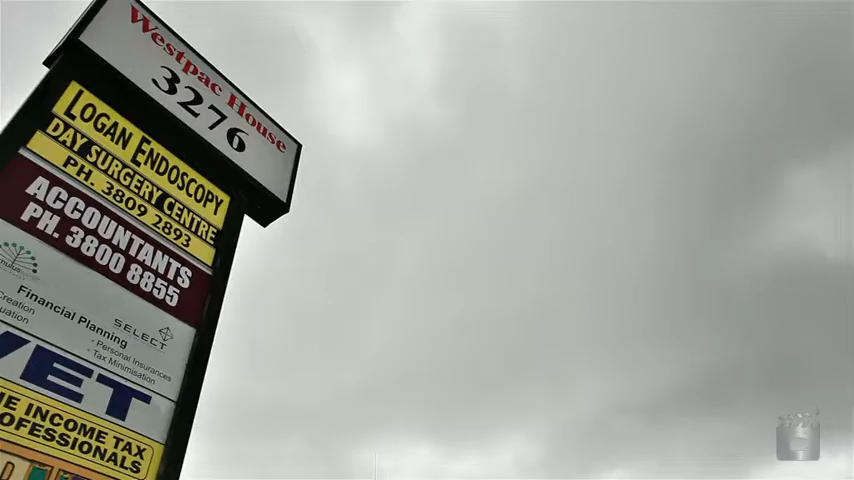 Westpac House
3276
LOGAN ENDOSCOPY
DAY SURGERY CENTRE
PH. 3809 2893
ACCOUNTANTS
PH. 3800 8855
Financial Planning
SELECT
- Personal Insurances
- Tax Minimisation
VET
INCOME TAX